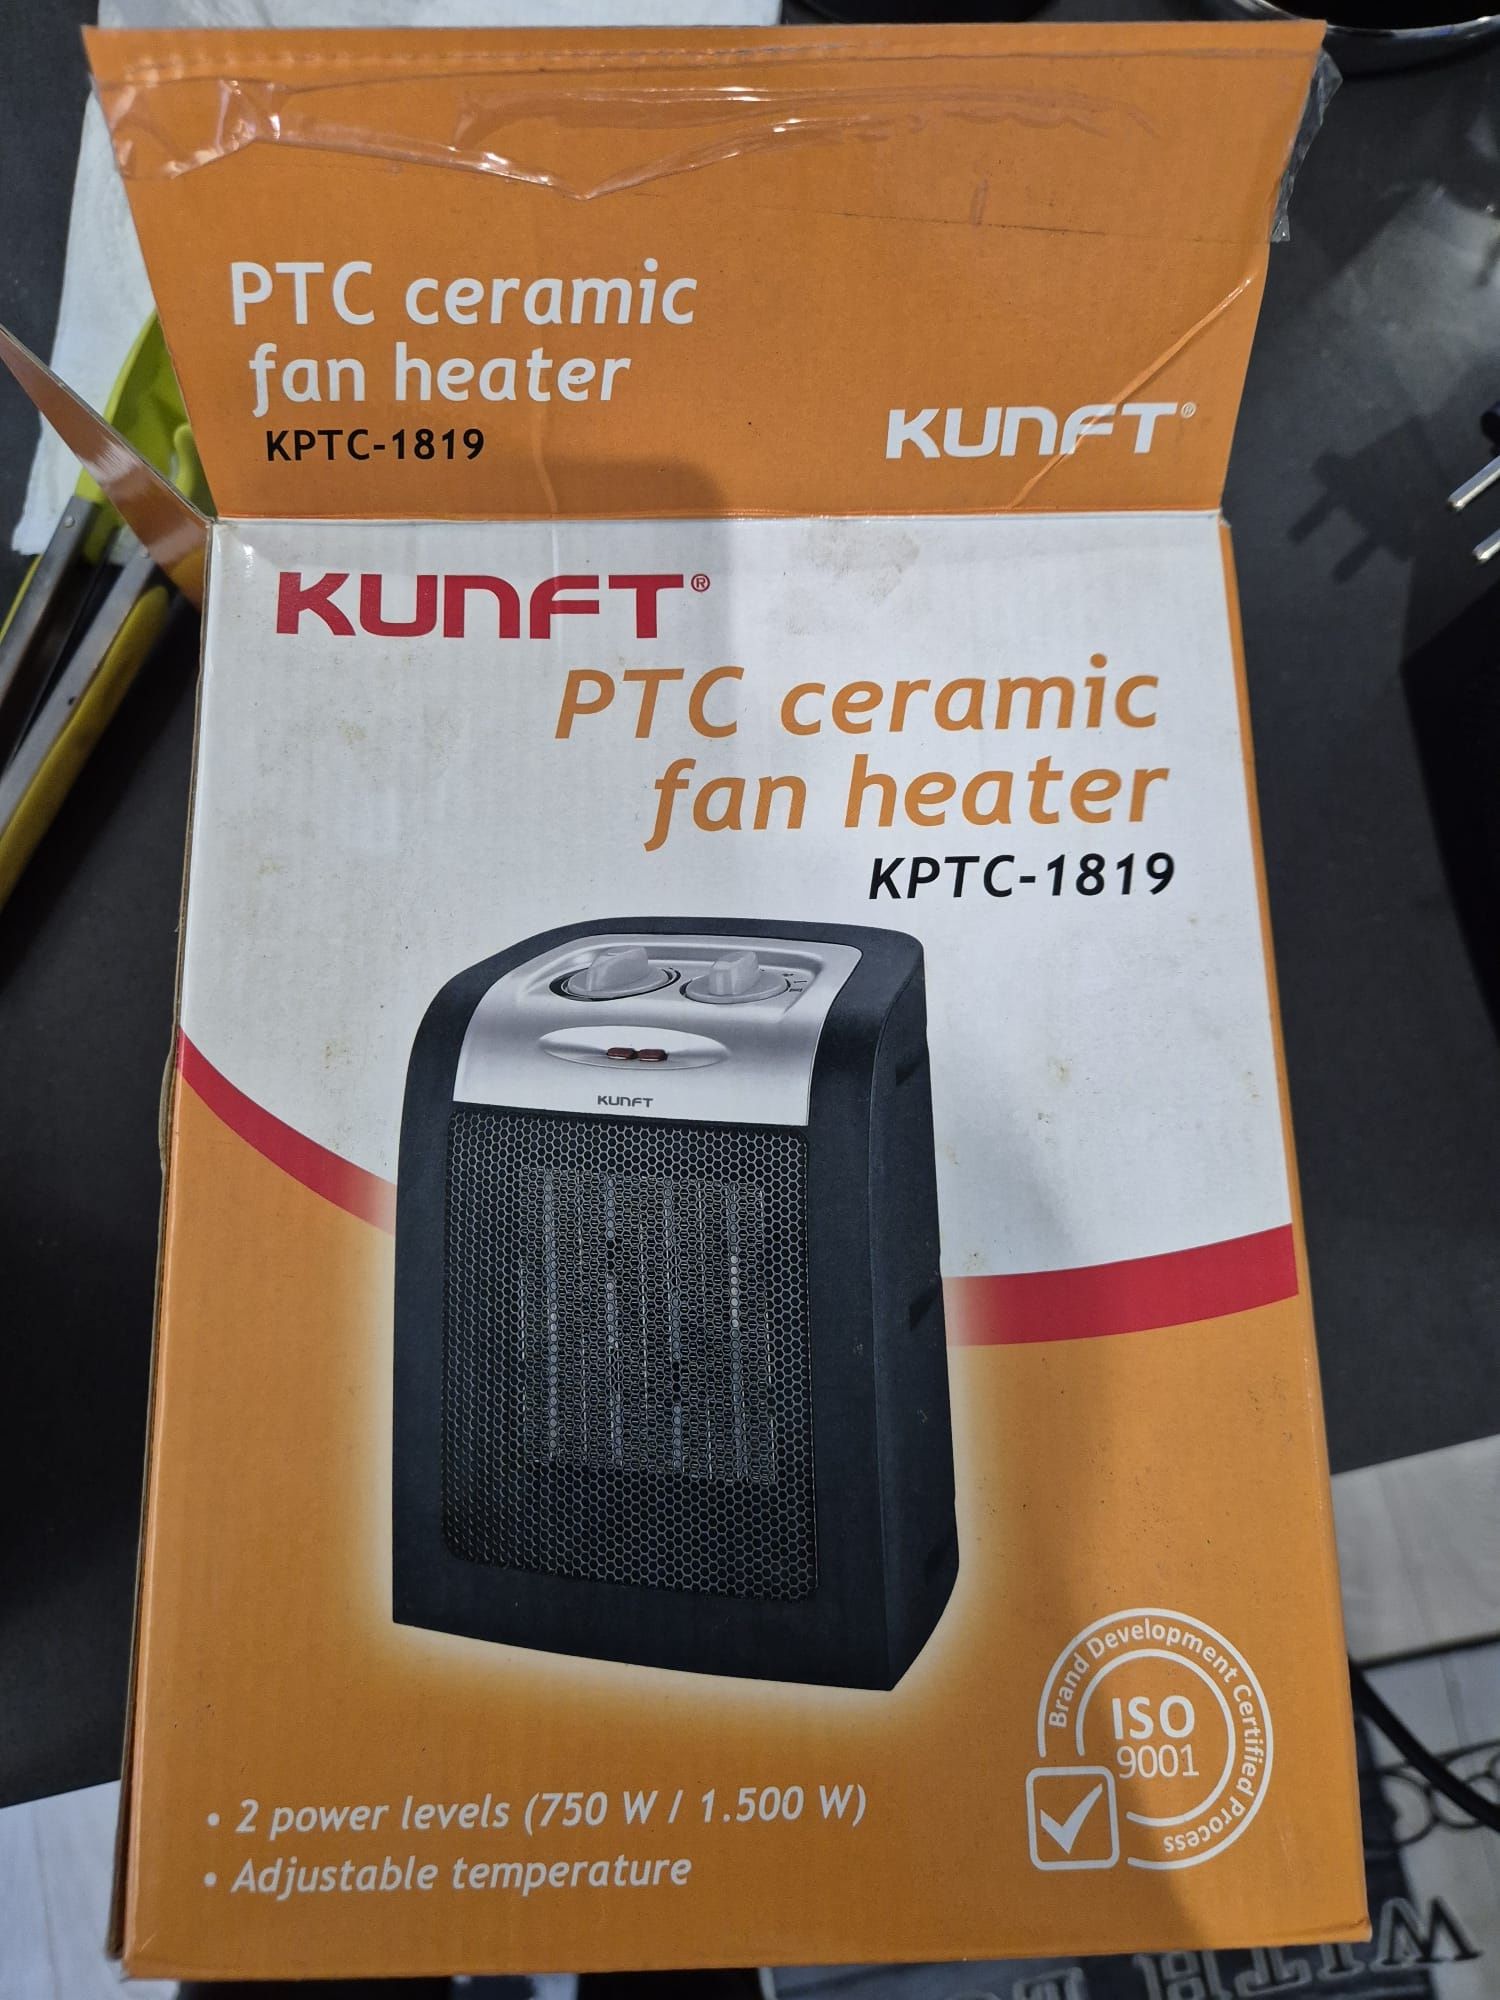 PTC ceramic
fan heater
KPTC-1819
KUNFT®
KUNFT®
PTC ceramic
fan heater
KPTC-1819
KUNFT
• 2 power levels (750 W / 1.500 W)
• Adjustable temperature
Brand Development Certified Process
ISO
9001
WITH